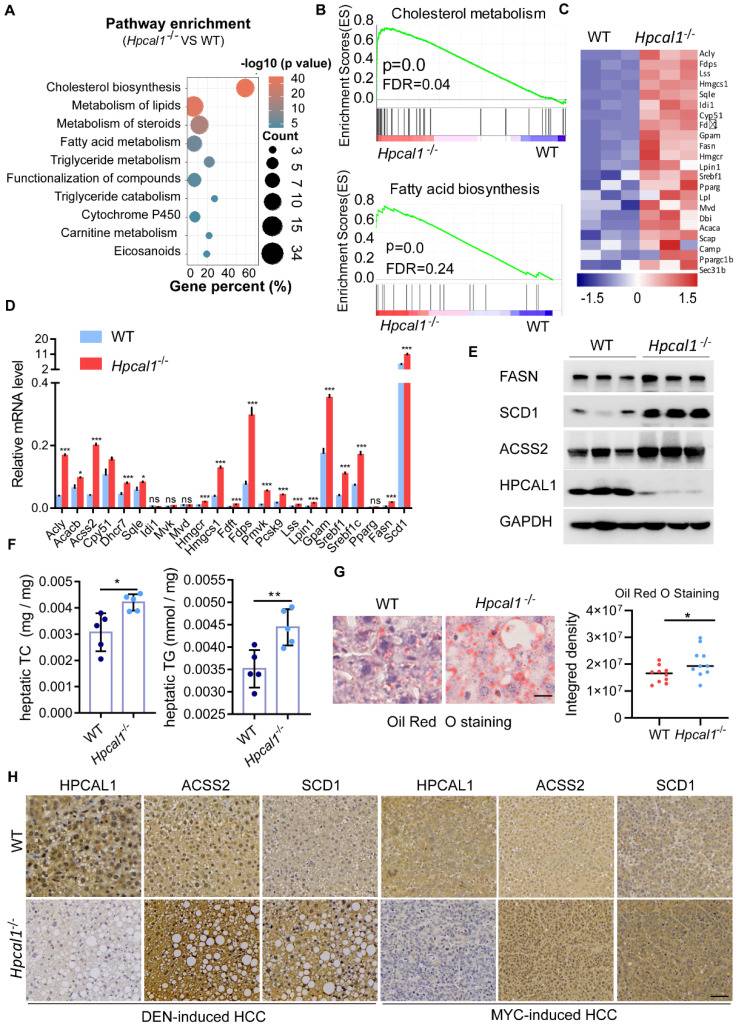 A
Pathway enrichment
(Hpcal1-/- VS WT)
Cholesterol biosynthesis
Metabolism of lipids
Metabolism of steroids
Fatty acid metabolism
Triglyceride metabolism
Functionalization of compounds
Triglyceride catabolism
Cytochrome P450
Carnitine metabolism
Eicosanoids
0 20 40 60
Gene percent (%)
-log10 (p value)
40
20
10
5
Count
3
5
7
10
15
34
B
Cholesterol metabolism
Enrichment Scores(ES)
0.8
0.6
0.4
0.2
0.0
p=0.0
FDR=0.04
Hpcal1-/- WT
Fatty acid biosynthesis
Enrichment Scores(ES)
0.8
0.6
0.4
0.2
0.0
p=0.0
FDR=0.24
Hpcal1-/- WT
C
WT Hpcal1-/-
Acly
Fdps
Lss
Hmgcs1
Sqle
Idi1
Cyp51
Gpam
Fasn
Hmgcr
Lpin1
Srebf1
Pparg
Lpl
Mvd
Dbi
Acaca
Scap
Camp
Ppargc1b
Sec31b
-1.5 0 1.5
D
WT
Hpcal1-/-
Relative mRNA level
20
11
2
0.4
0.2
0.0
*** * *** *** * ns ns ns *** *** *** *** *** *** *** *** *** *** *** ns *** ***
Acly
Acacb
Acss2
Cpy51
Dhcr7
Sqle
Idi1
Mvk
Mvd
Hmgcr
Hmgcs1
Fdft
Fdps
Pmvk
Pcsk9
Lss
Lpm1
Gpam
Srebf1
Srebf1c
Pparg
Fasn
Scd1
E
WT Hpcal1-/-
FASN
SCD1
ACSS2
HPCAL1
GAPDH
F
heptatic TC (mg / mg)
0.005
0.004
0.003
0.002
0.001
0.000
*
WT
Hpcal1-/-
heptatic TG (mmol / mg)
0.0050
0.0045
0.0040
0.0035
0.0030
0.0025
**
WT
Hpcal1-/-
G
WT Hpcal1-/-
Oil Red O staining
Oil Red O Staining
Integred density
4×10⁷
3×10⁷
2×10⁷
1×10⁷
0
*
WT Hpcal1-/-
H
HPCAL1 ACSS2 SCD1 HPCAL1 ACSS2 SCD1
WT
Hpcal1-/-
DEN-induced HCC MYC-induced HCC